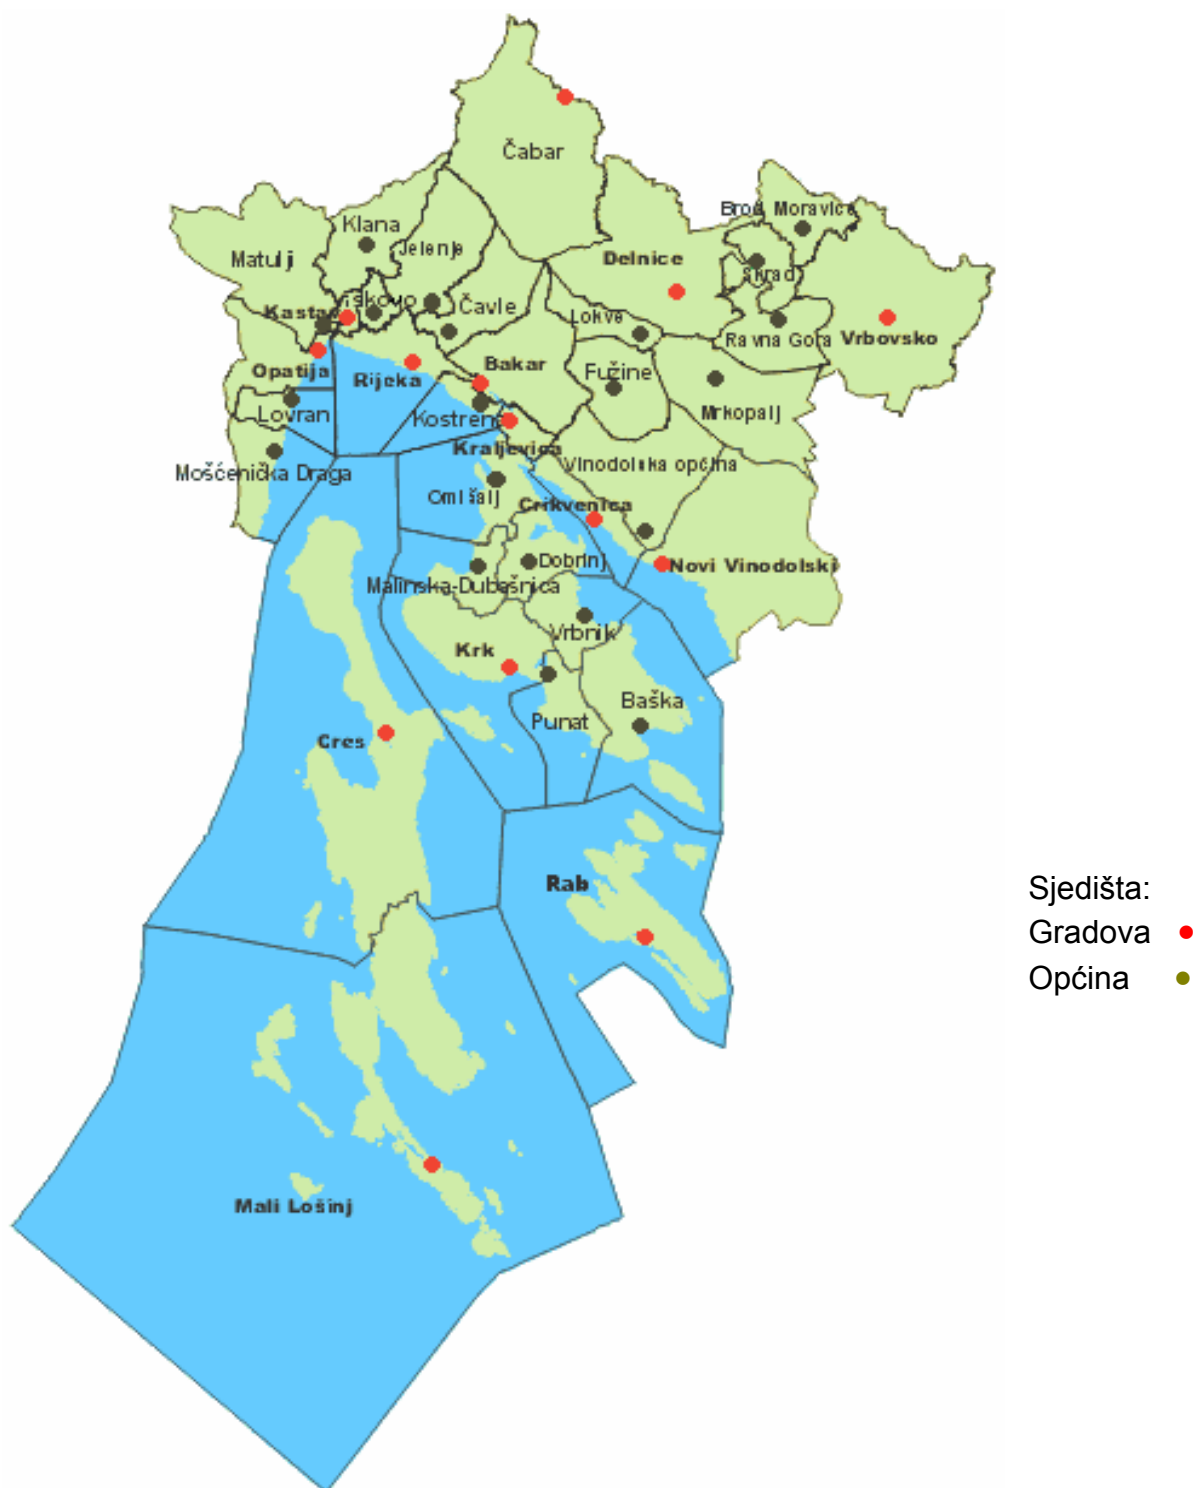 Čabar
Brod Moravice
Klana
Jelenje
Matulj
Delnice
Skrad
Viškovo
Kastav
Čavle
Lokve
Ravna Gora
Vrbovsko
Opatija
Rijeka
Bakar
Fužine
Lovran
Kostrena
Mrkopalj
Kraljevica
Vinodolska općina
Mošćenička Draga
Omišalj
Crikvenica
Dobrinj
Novi Vinodolski
Malinska-Dubašnica
Vrbnik
Krk
Baška
Punat
Cres
Rab
Sjedišta:
Gradova
Općina
Mali Lošinj